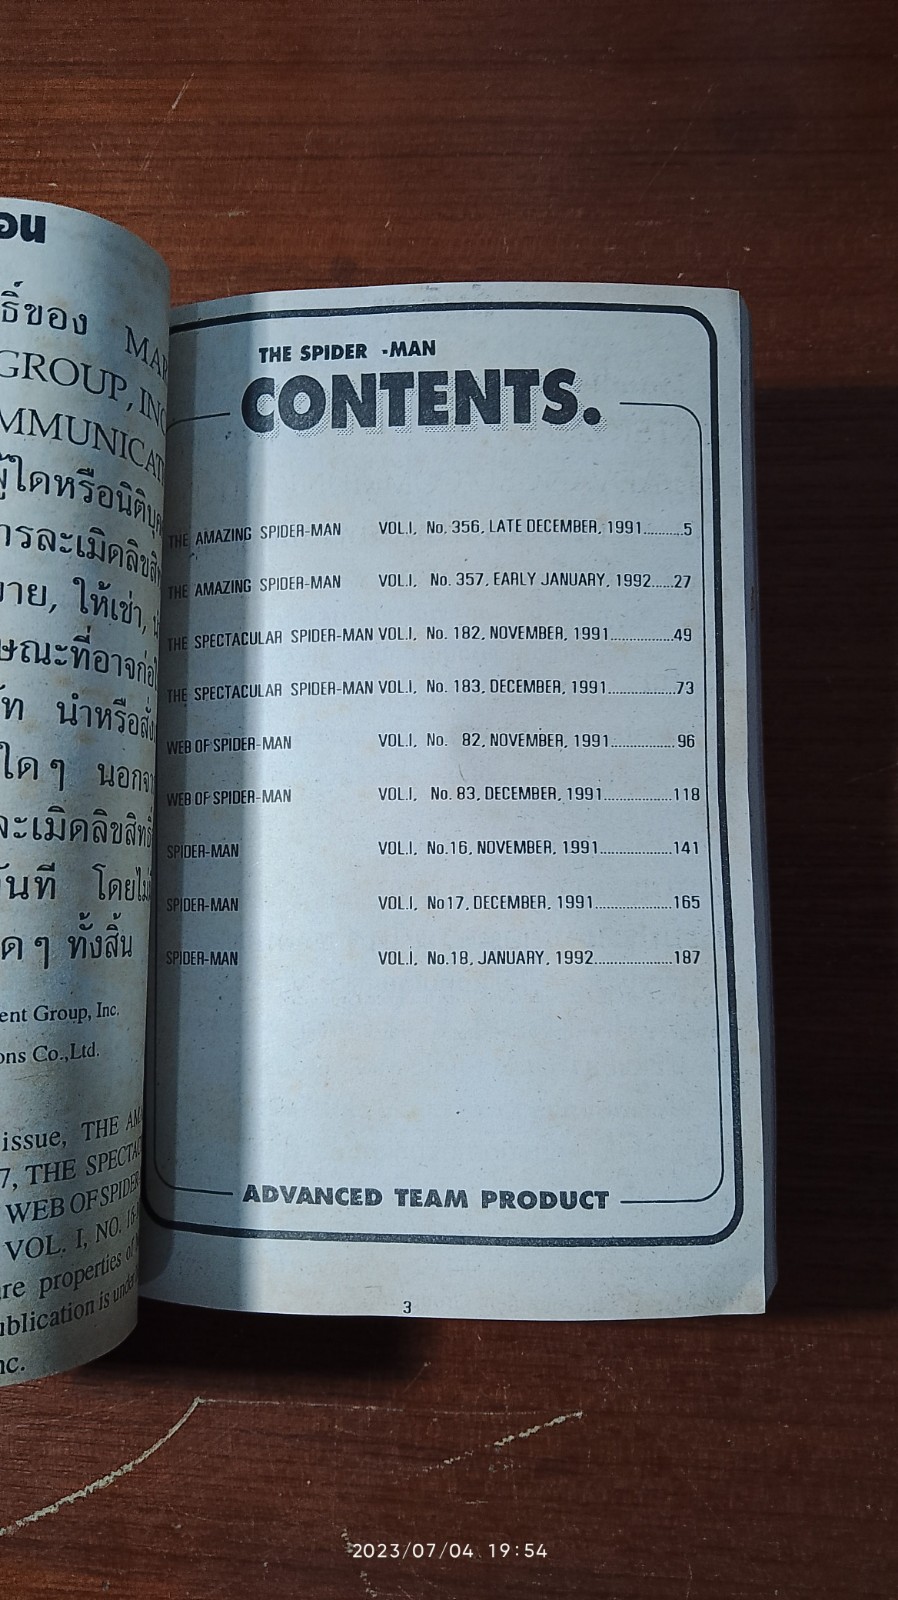 อน
ธิ์ของ
GROUP, INC
ผู้ใดหรือนิติบุ
ารละเมิดลิขสิ
าย, ให้เช่า,
ษณะที่อาจก่อ
ัท นำหรือสั่ง
ใด ๆ นอกจา
ละเมิดลิขสิทธิ์
ันที โดยไม่
ด ๆ ทั้งสิ้น
ent Group, Inc.
ons Co.,Ltd.
issue, THE AM
7, THE SPECTA
WEB OF SPIDER
VOL. I, NO. 16
re properties of
ublication is under
nc.
THE SPIDER -MAN
CONTENTS.
THE AMAZING SPIDER-MAN VOL.I, No. 356, LATE DECEMBER, 1991..........5
THE AMAZING SPIDER-MAN VOL.I, No. 357, EARLY JANUARY, 1992.....27
THE SPECTACULAR SPIDER-MAN VOL.I, No. 182, NOVEMBER, 1991...............49
THE SPECTACULAR SPIDER-MAN VOL.I, No. 183, DECEMBER, 1991................73
WEB OF SPIDER-MAN VOL.I, No. 82, NOVEMBER, 1991...............96
WEB OF SPIDER-MAN VOL.I, No. 83, DECEMBER, 1991.................118
SPIDER-MAN VOL.I, No.16, NOVEMBER, 1991..................141
SPIDER-MAN VOL.I, No17, DECEMBER, 1991...................165
SPIDER-MAN VOL.I, No.18, JANUARY, 1992...................187
ADVANCED TEAM PRODUCT
3
2023/07/04 19:54